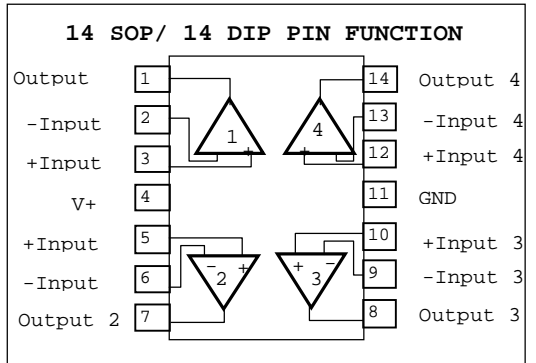 14 SOP/ 14 DIP PIN FUNCTION
Output 1 14 Output 4
-Input 2 13 -Input 4
1 4
+Input 3 + + 12 +Input 4
V+ 4 11 GND
+Input 5 10 +Input 3
- + + -
-Input 6 2 3 9 -Input 3
Output 2 7 8 Output 3